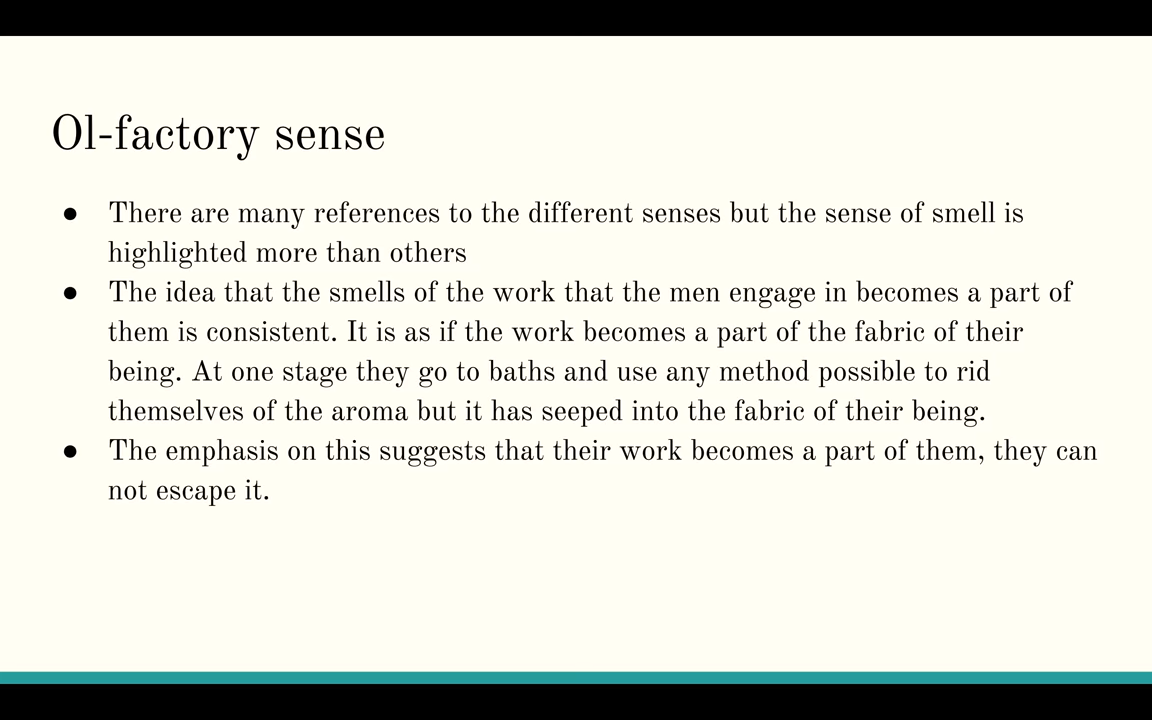 Ol-factory sense
● There are many references to the different senses but the sense of smell is
highlighted more than others
● The idea that the smells of the work that the men engage in becomes a part of
them is consistent. It is as if the work becomes a part of the fabric of their
being. At one stage they go to baths and use any method possible to rid
themselves of the aroma but it has seeped into the fabric of their being.
● The emphasis on this suggests that their work becomes a part of them, they can
not escape it.